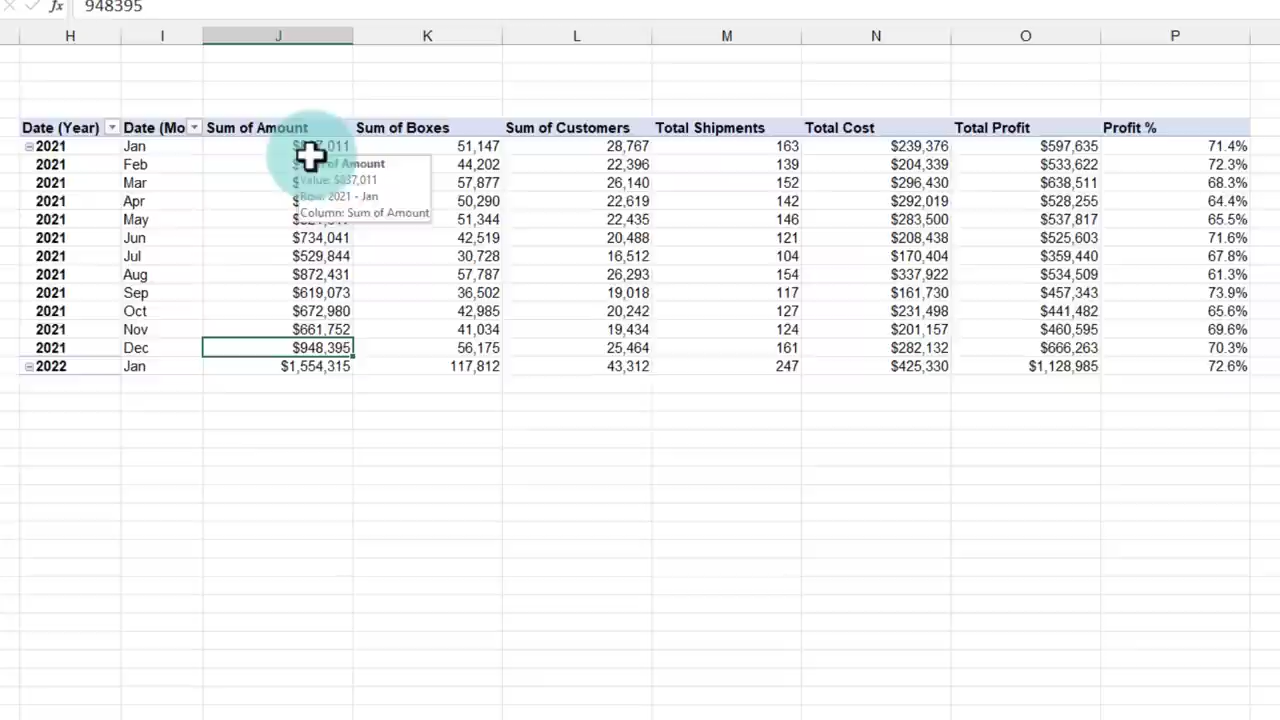 fx 948395
H I J K L M N O P
Date (Year) Date (Mo Sum of Amount Sum of Boxes Sum of Customers Total Shipments Total Cost Total Profit Profit %
2021 Jan 51,147 28,767 163 $239,376 $597,635 71.4%
2021 Feb of Amount 44,202 22,396 139 $204,339 $533,622 72.3%
2021 Mar Value: $837,011 57,877 26,140 152 $296,430 $638,511 68.3%
2021 Apr Row: 2021 - Jan 50,290 22,619 142 $292,019 $528,255 64.4%
2021 May Column: Sum of Amount 51,344 22,435 146 $283,500 $537,817 65.5%
2021 Jun $734,041 42,519 20,488 121 $208,438 $525,603 71.6%
2021 Jul $529,844 30,728 16,512 104 $170,404 $359,440 67.8%
2021 Aug $872,431 57,787 26,293 154 $337,922 $534,509 61.3%
2021 Sep $619,073 36,502 19,018 117 $161,730 $457,343 73.9%
2021 Oct $672,980 42,985 20,242 127 $231,498 $441,482 65.6%
2021 Nov $661,752 41,034 19,434 124 $201,157 $460,595 69.6%
2021 Dec $948,395 56,175 25,464 161 $282,132 $666,263 70.3%
2022 Jan $1,554,315 117,812 43,312 247 $425,330 $1,128,985 72.6%